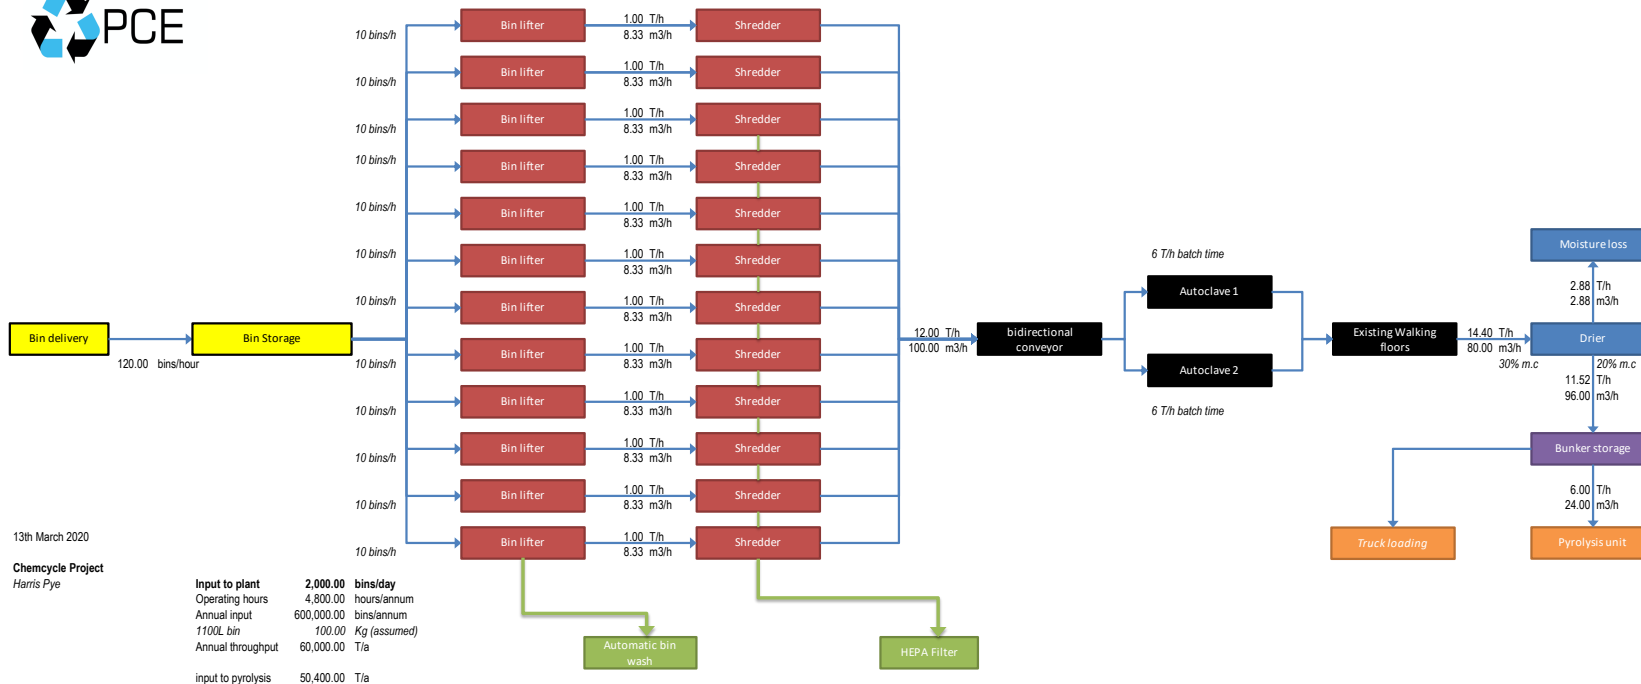 PCE
10 bins/h
Bin lifter
1.00 T/h
8.33 m3/h
Shredder
10 bins/h
Bin lifter
1.00 T/h
8.33 m3/h
Shredder
10 bins/h
Bin lifter
1.00 T/h
8.33 m3/h
Shredder
10 bins/h
Bin lifter
1.00 T/h
8.33 m3/h
Shredder
10 bins/h
Bin lifter
1.00 T/h
8.33 m3/h
Shredder
10 bins/h
Bin lifter
1.00 T/h
8.33 m3/h
Shredder
10 bins/h
Bin lifter
1.00 T/h
8.33 m3/h
Shredder
10 bins/h
Bin lifter
1.00 T/h
8.33 m3/h
Shredder
10 bins/h
Bin lifter
1.00 T/h
8.33 m3/h
Shredder
10 bins/h
Bin lifter
1.00 T/h
8.33 m3/h
Shredder
10 bins/h
Bin lifter
1.00 T/h
8.33 m3/h
Shredder
10 bins/h
Bin lifter
1.00 T/h
8.33 m3/h
Shredder
Bin delivery
120.00 bins/hour
Bin Storage
12.00 T/h
100.00 m3/h
bidirectional
conveyor
6 T/h batch time
Autoclave 1
Autoclave 2
6 T/h batch time
Existing Walking
floors
14.40 T/h
80.00 m3/h
30% m.c
Moisture loss
2.88 T/h
2.88 m3/h
Drier
20% m.c
11.52 T/h
96.00 m3/h
Bunker storage
6.00 T/h
24.00 m3/h
Truck loading
Pyrolysis unit
13th March 2020
Chemcycle Project
Harris Pye
Input to plant 2,000.00 bins/day
Operating hours 4,800.00 hours/annum
Annual input 600,000.00 bins/annum
1100L bin 100.00 Kg (assumed)
Annual throughput 60,000.00 T/a
input to pyrolysis 50,400.00 T/a
Automatic bin
wash
HEPA Filter